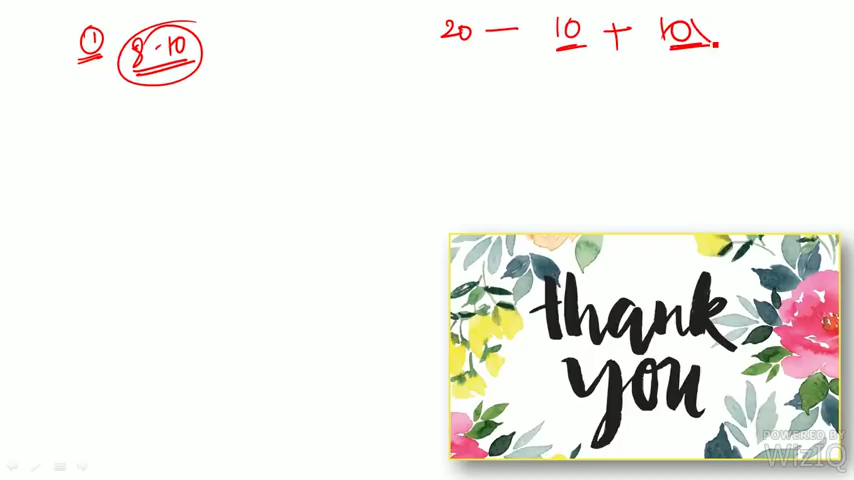 ① 8-10
20 — 10 + 10\
thank
you
POWERED BY
WizIQ